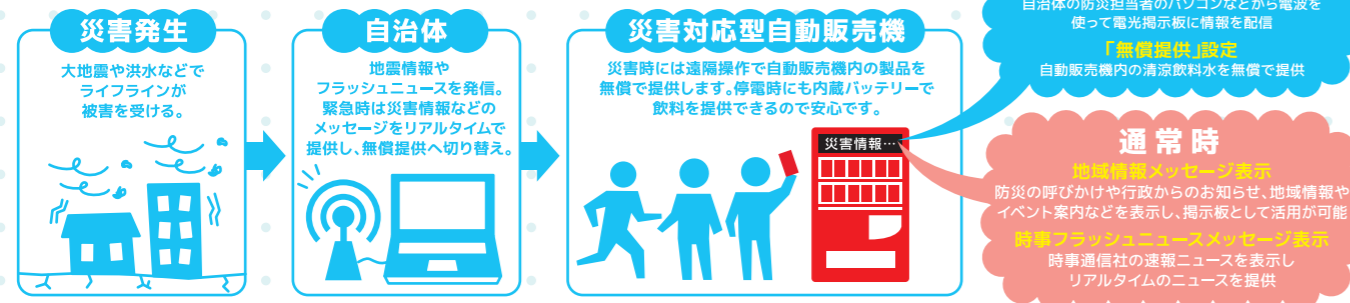 災害発生
大地震や洪水などで
ライフラインが
被害を受ける。
自治体
地震情報や
フラッシュニュースを発信。
緊急時は災害情報などの
メッセージをリアルタイムで
提供し、無償提供へ切り替え。
災害対応型自動販売機
災害時には遠隔操作で自動販売機内の製品を
無償で提供します。停電時にも内蔵バッテリーで
飲料を提供できるので安心です。
災害情報…
自治体の防災担当者のパソコンなどから電波を
使って電光掲示板に情報を配信
「無償提供」設定
自動販売機内の清涼飲料水を無償で提供
通常時
地域情報メッセージ表示
防災の呼びかけや行政からのお知らせ、地域情報や
イベント案内などを表示し、掲示板として活用が可能
時事フラッシュニュースメッセージ表示
時事通信社の速報ニュースを表示し
リアルタイムのニュースを提供